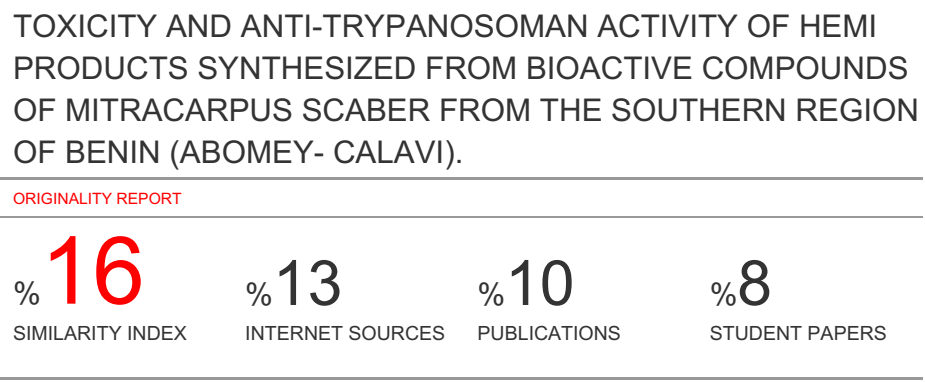 TOXICITY AND ANTI-TRYPANOSOMAN ACTIVITY OF HEMI
PRODUCTS SYNTHESIZED FROM BIOACTIVE COMPOUNDS
OF MITRACARPUS SCABER FROM THE SOUTHERN REGION
OF BENIN (ABOMEY- CALAVI).
ORIGINALITY REPORT
%16 %13 %10 %8
SIMILARITY INDEX INTERNET SOURCES PUBLICATIONS STUDENT PAPERS